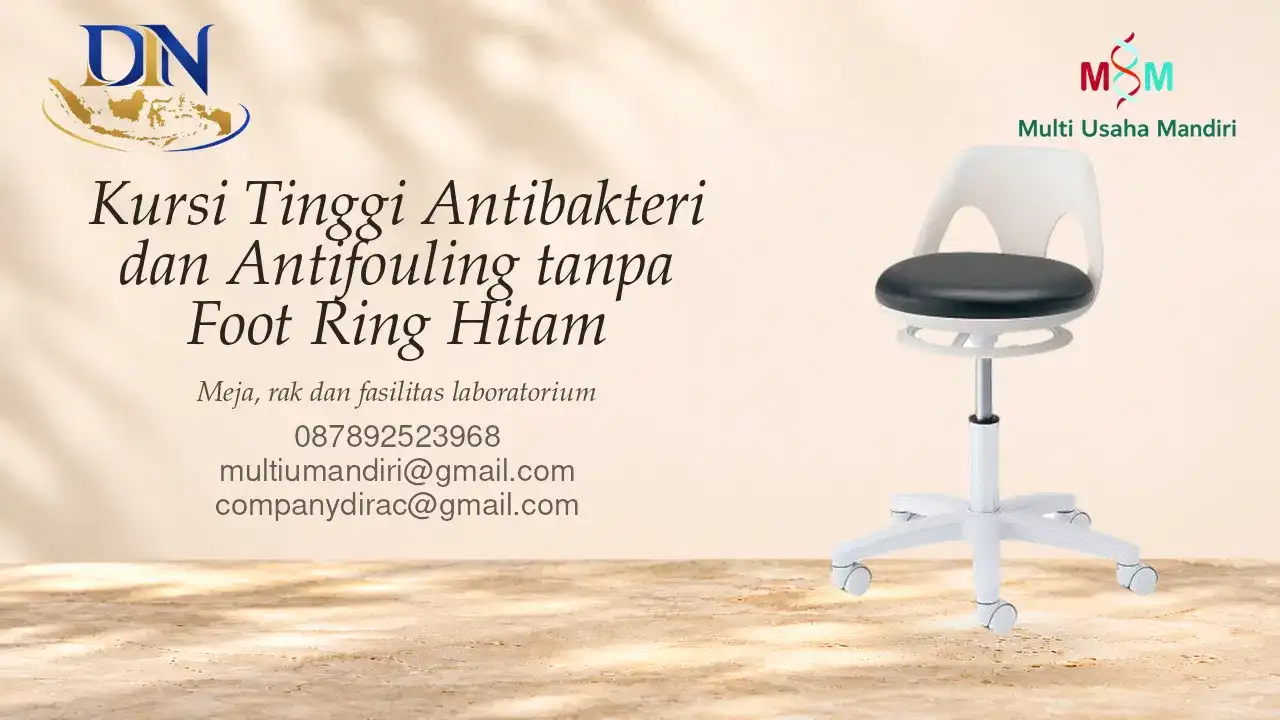 DN
M M
Multi Usaha Mandiri
Kursi Tinggi Antibakteri
dan Antifouling tanpa
Foot Ring Hitam
Meja, rak dan fasilitas laboratorium
087892523968
multiumandiri@gmail.com
companydirac@gmail.com